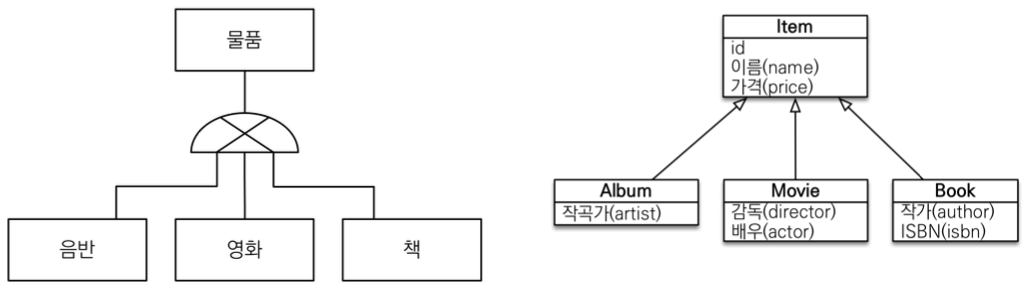 물품
음반
영화
책
Item
id
이름(name)
가격(price)
Album
작곡가(artist)
Movie
감독(director)
배우(actor)
Book
작가(author)
ISBN(isbn)